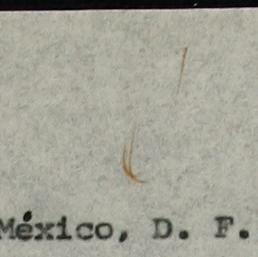 México, D. F.